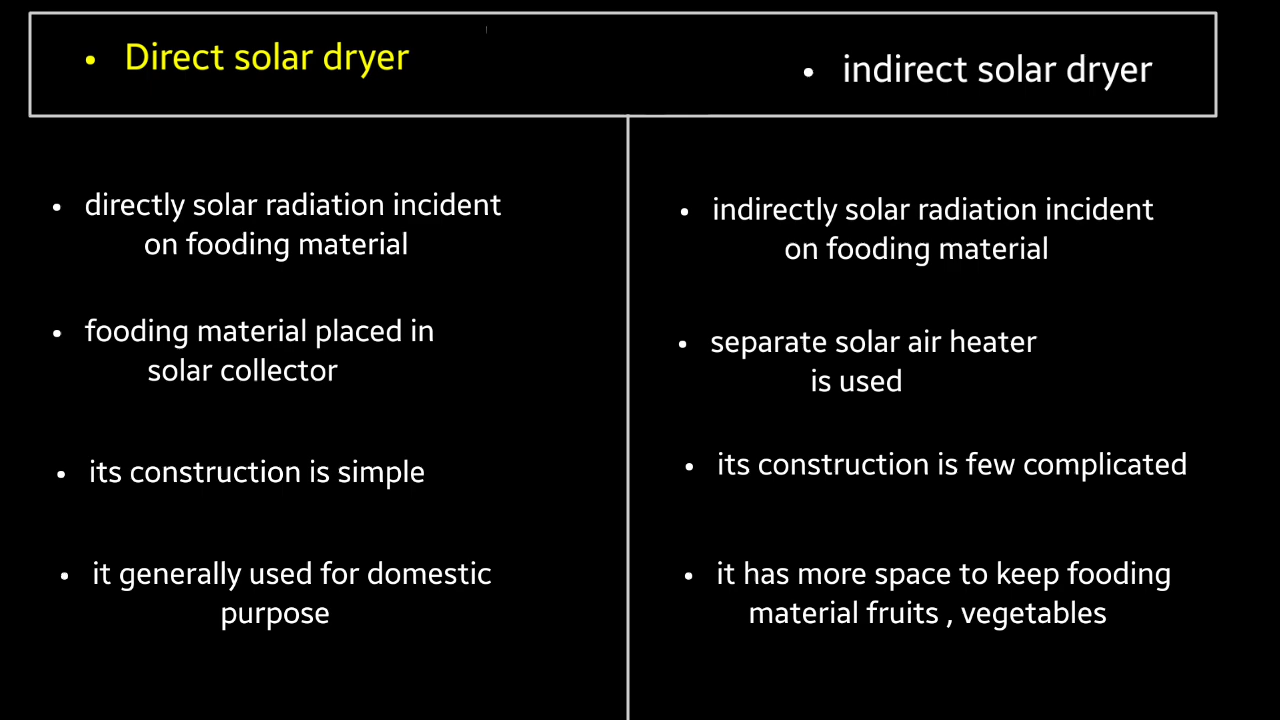 • Direct solar dryer
• indirect solar dryer
• directly solar radiation incident
on fooding material
• fooding material placed in
solar collector
• its construction is simple
• it generally used for domestic
purpose
• indirectly solar radiation incident
on fooding material
• separate solar air heater
is used
• its construction is few complicated
• it has more space to keep fooding
material fruits , vegetables